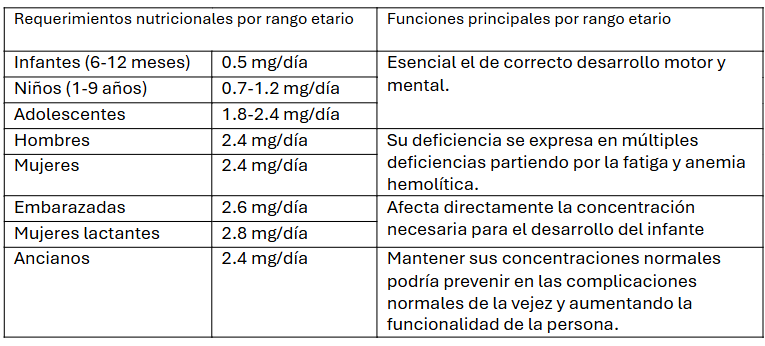 Requerimientos nutricionales por rango etario
Funciones principales por rango etario
Infantes (6-12 meses)
0.5 mg/día
Esencial el de correcto desarrollo motor y
mental.
Niños (1-9 años)
0.7-1.2 mg/día
Adolescentes
1.8-2.4 mg/día
Hombres
2.4 mg/día
Su deficiencia se expresa en múltiples
deficiencias partiendo por la fatiga y anemia
hemolítica.
Mujeres
2.4 mg/día
Embarazadas
2.6 mg/día
Afecta directamente la concentración
necesaria para el desarrollo del infante
Mujeres lactantes
2.8 mg/día
Ancianos
2.4 mg/día
Mantener sus concentraciones normales
podría prevenir en las complicaciones
normales de la vejez y aumentando la
funcionalidad de la persona.